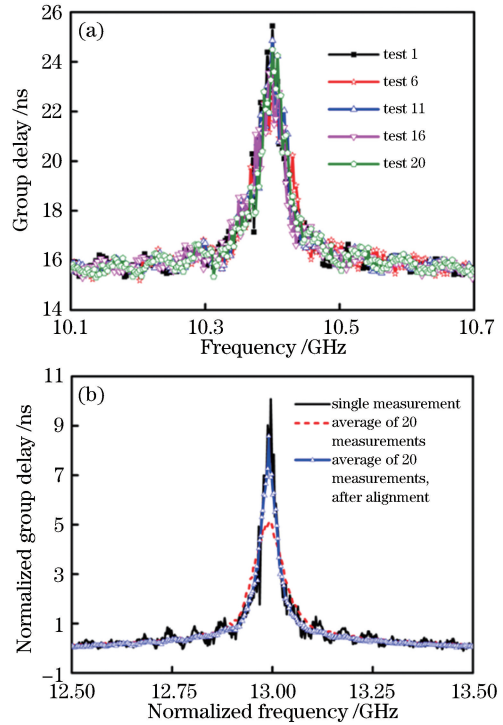 (a)
26
24
22
20
18
16
14
Group delay /ns
test 1
test 6
test 11
test 16
test 20
10.1
10.3
10.5
10.7
Frequency /GHz
(b)
11
9
7
5
3
1
−1
Normalized group delay /ns
single measurement
average of 20
measurements
average of 20
measurements,
after alignment
12.50
12.75
13.00
13.25
13.50
Normalized frequency /GHz